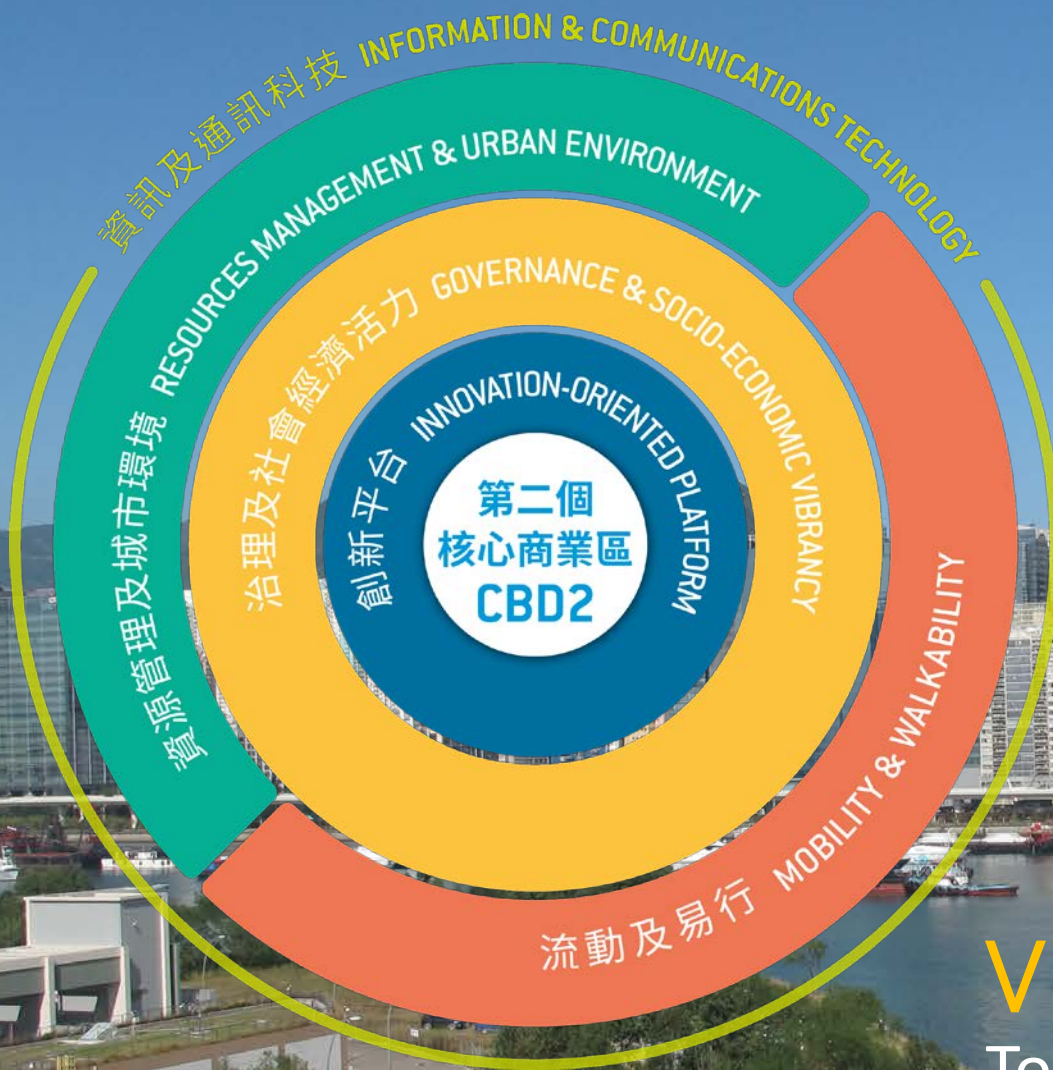 資訊及通訊科技 INFORMATION & COMMUNICATIONS TECHNOLOGY
資源管理及城市環境 RESOURCES MANAGEMENT & URBAN ENVIRONMENT
治理及社會經濟活力 GOVERNANCE & SOCIO-ECONOMIC VIBRANCY
創新平台 INNOVATION-ORIENTED PLATFORM
第二個
核心商業區
CBD2
流動及易行 MOBILITY & WALKABILITY
V
To